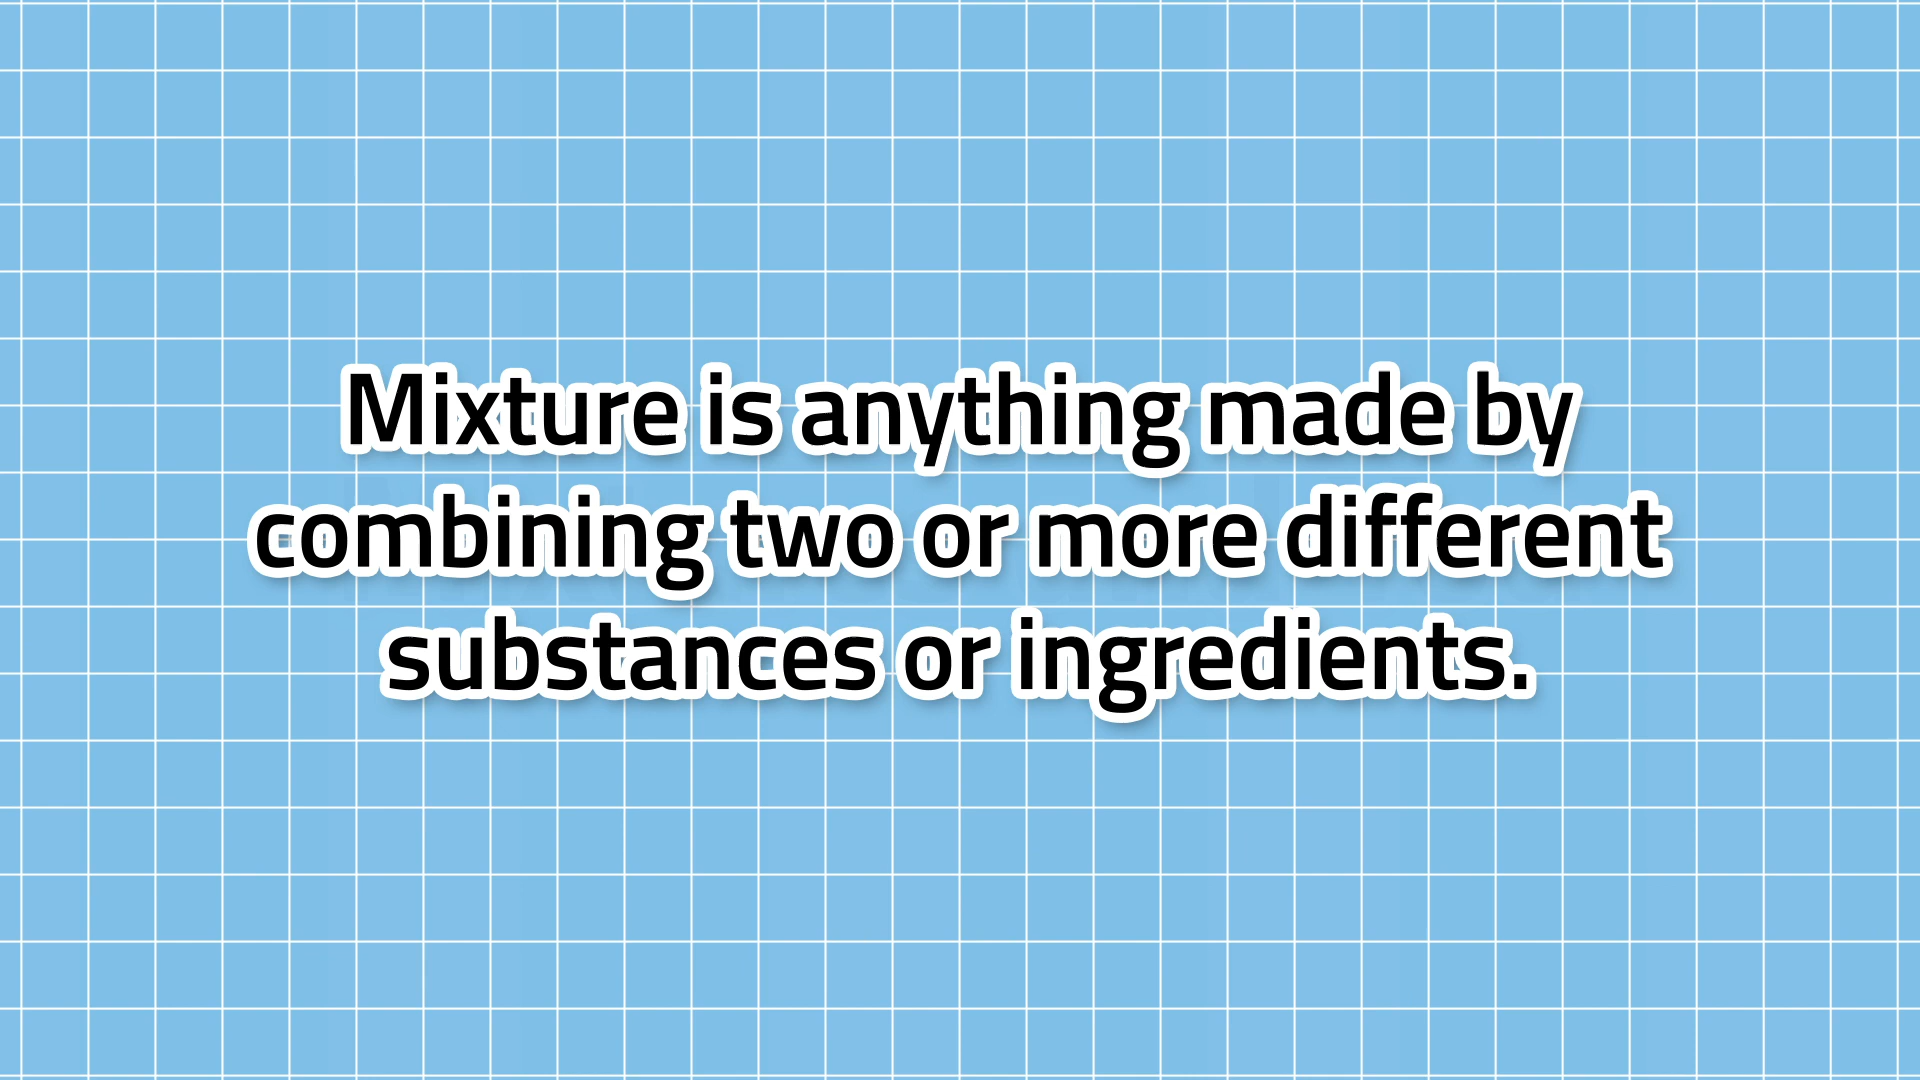 Mixture is anything made by
combining two or more different
substances or ingredients.